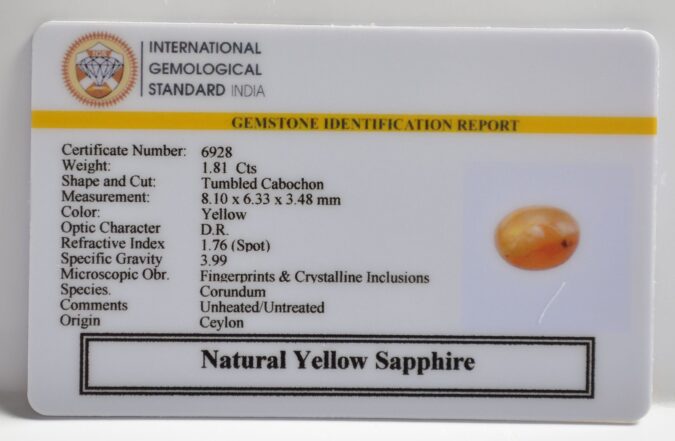 INTERNATIONAL
GEMOLOGICAL
STANDARD INDIA
GEMSTONE IDENTIFICATION REPORT
Certificate Number: 6928
Weight: 1.81 Cts
Shape and Cut: Tumbled Cabochon
Measurement: 8.10 x 6.33 x 3.48 mm
Color: Yellow
Optic Character D.R.
Refractive Index 1.76 (Spot)
Specific Gravity 3.99
Microscopic Obr. Fingerprints & Crystalline Inclusions
Species. Corundum
Comments Unheated/Untreated
Origin Ceylon
Natural Yellow Sapphire